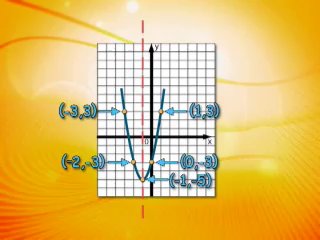 y
(-3,3) (1,3)
0 x
(-2,-3) (0,-3)
(-1,-5)